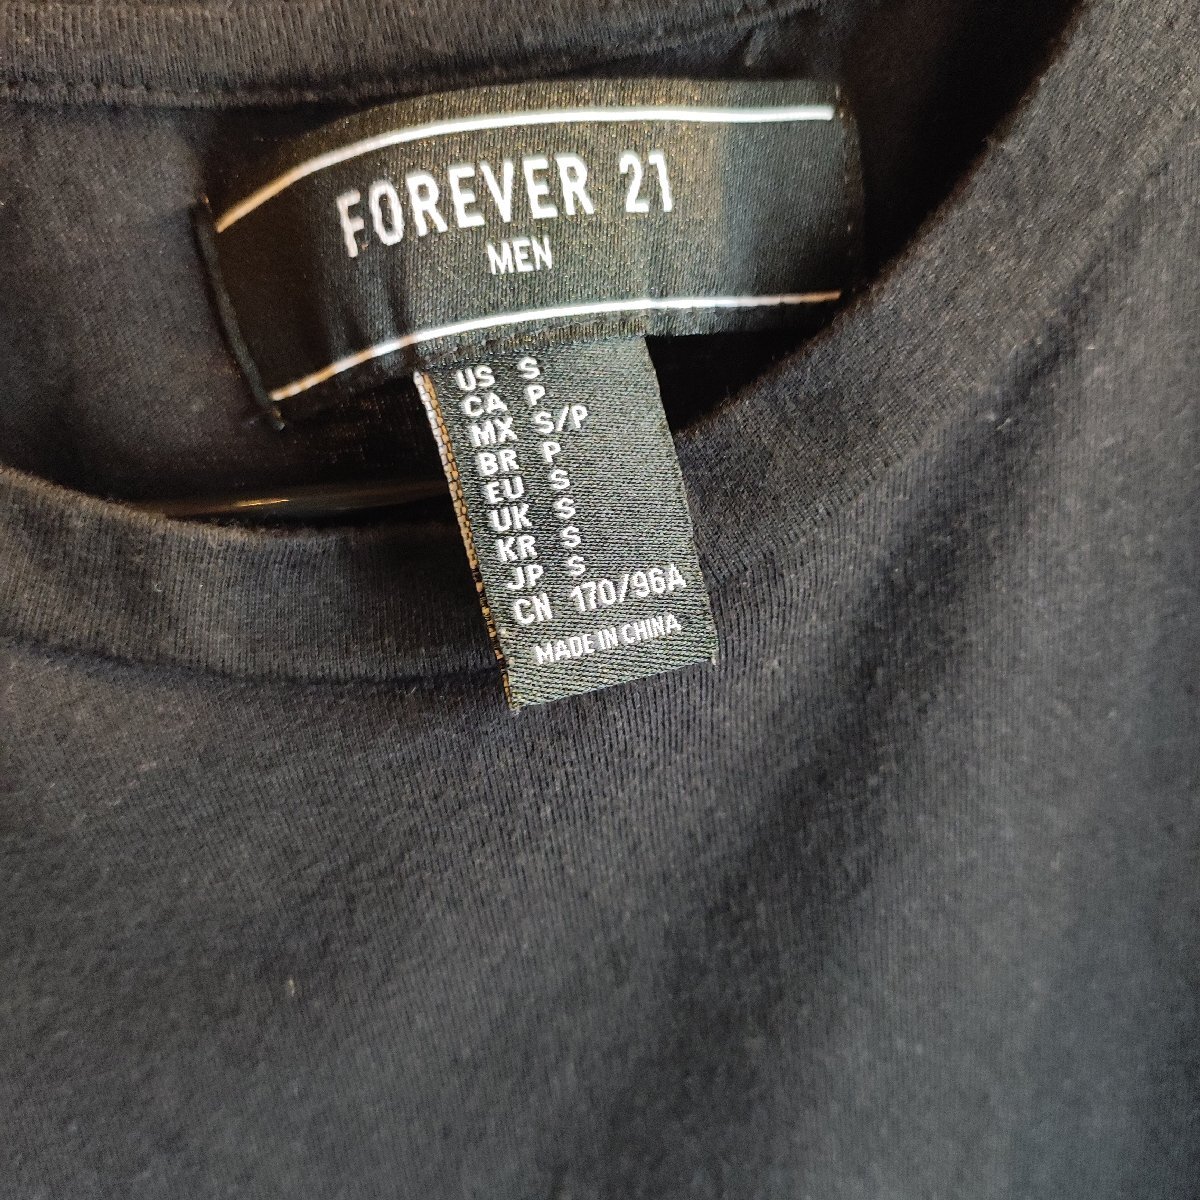 FOREVER 21
MEN
US S
CA P
MX S/P
BR P
EU S
UK S
KR S
JP S
CN 170/96A
MADE IN CHINA